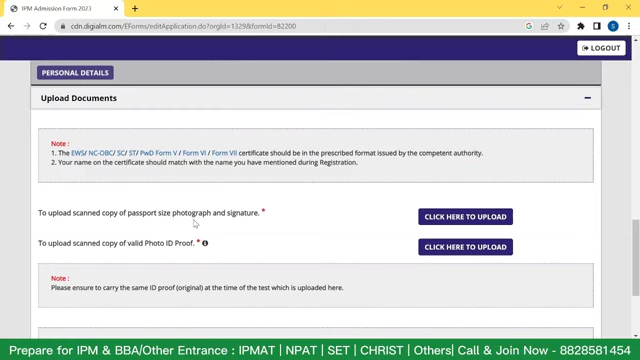 IPM Admission Form 2023
cdn.digialm.com/EForms/editApplication.do?orgId=1329&formId=82200
S
LOGOUT
PERSONAL DETAILS
Upload Documents
Note :
1. The EWS/ NC-OBC/ SC/ ST/ PwD Form V / Form VI / Form VII certificate should be in the prescribed format issued by the competent authority.
2. Your name on the certificate should match with the name you have mentioned during Registration.
To upload scanned copy of passport size photograph and signature. *
CLICK HERE TO UPLOAD
To upload scanned copy of valid Photo ID Proof. *
CLICK HERE TO UPLOAD
Note :
Please ensure to carry the same ID proof (original) at the time of the test which is uploaded here.
Prepare for IPM & BBA/Other Entrance : IPMAT | NPAT | SET | CHRIST | Others| Call & Join Now - 8828581454